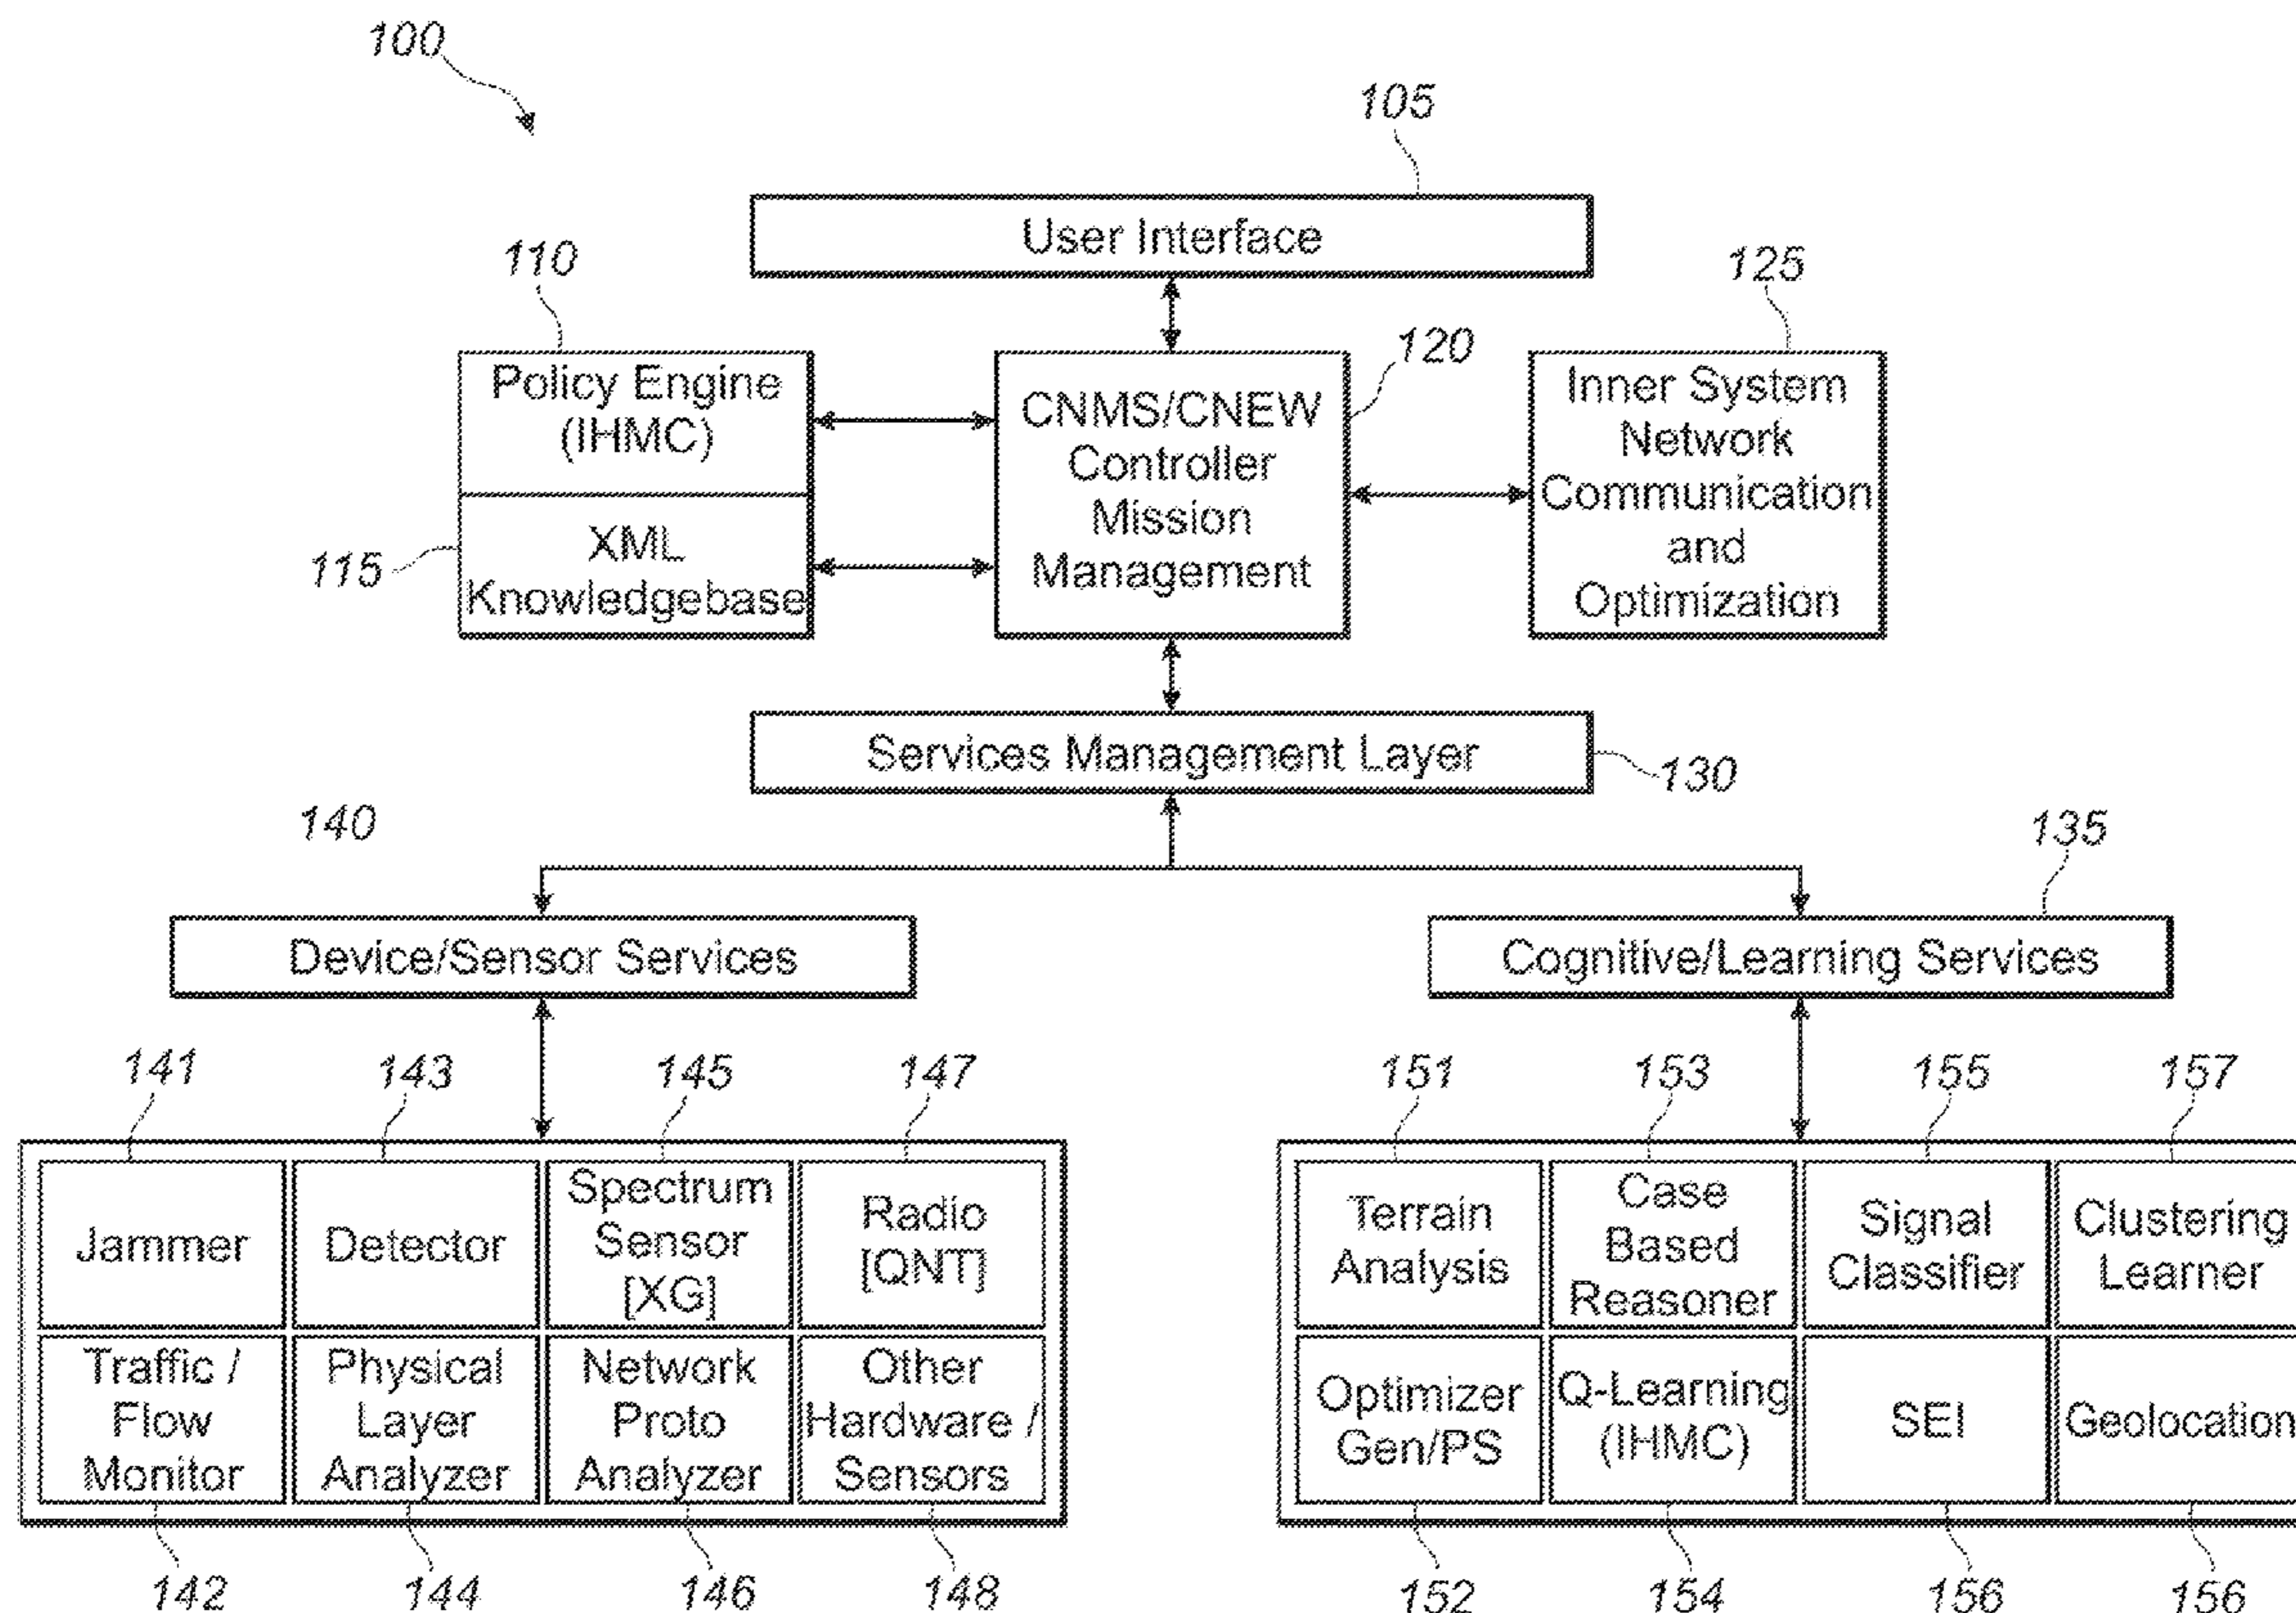 100
105
User Interface
110
125
120
Policy Engine
(IHMC)
115
XML
Knowledgebase
CNMS/CNEW
Controller
Mission
Management
Inner System
Network
Communication
and
Optimization
Services Management Layer
130
140
135
Device/Sensor Services
Cognitive/Learning Services
141
143
145
147
Jammer
Detector
Spectrum
Sensor
[XG]
Radio
[QNT]
Traffic /
Flow
Monitor
Physical
Layer
Analyzer
Network
Proto
Analyzer
Other
Hardware /
Sensors
142
144
146
148
151
153
155
157
Terrain
Analysis
Case
Based
Reasoner
Signal
Classifier
Clustering
Learner
Optimizer
Gen/PS
Q-Learning
(IHMC)
SEI
Geolocation
152
154
156
156